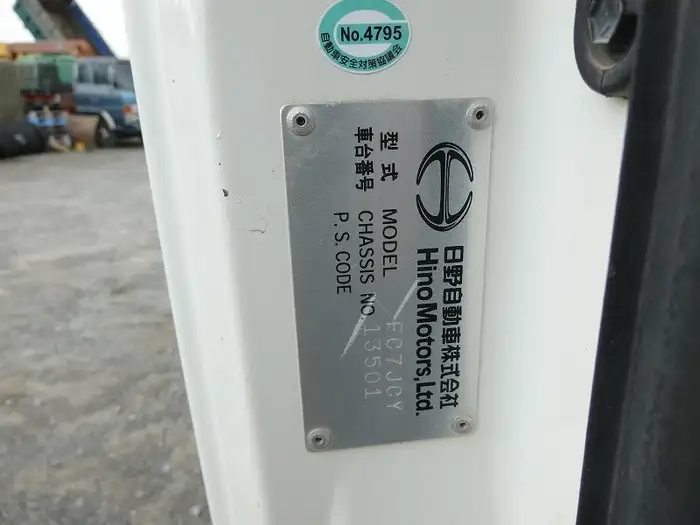 No.4795
自動車安全対策協議会
日野自動車株式会社
Hino Motors, Ltd.
型式 MODEL FC7JCY
車台番号 CHASSIS NO. 13501
P. S. CODE